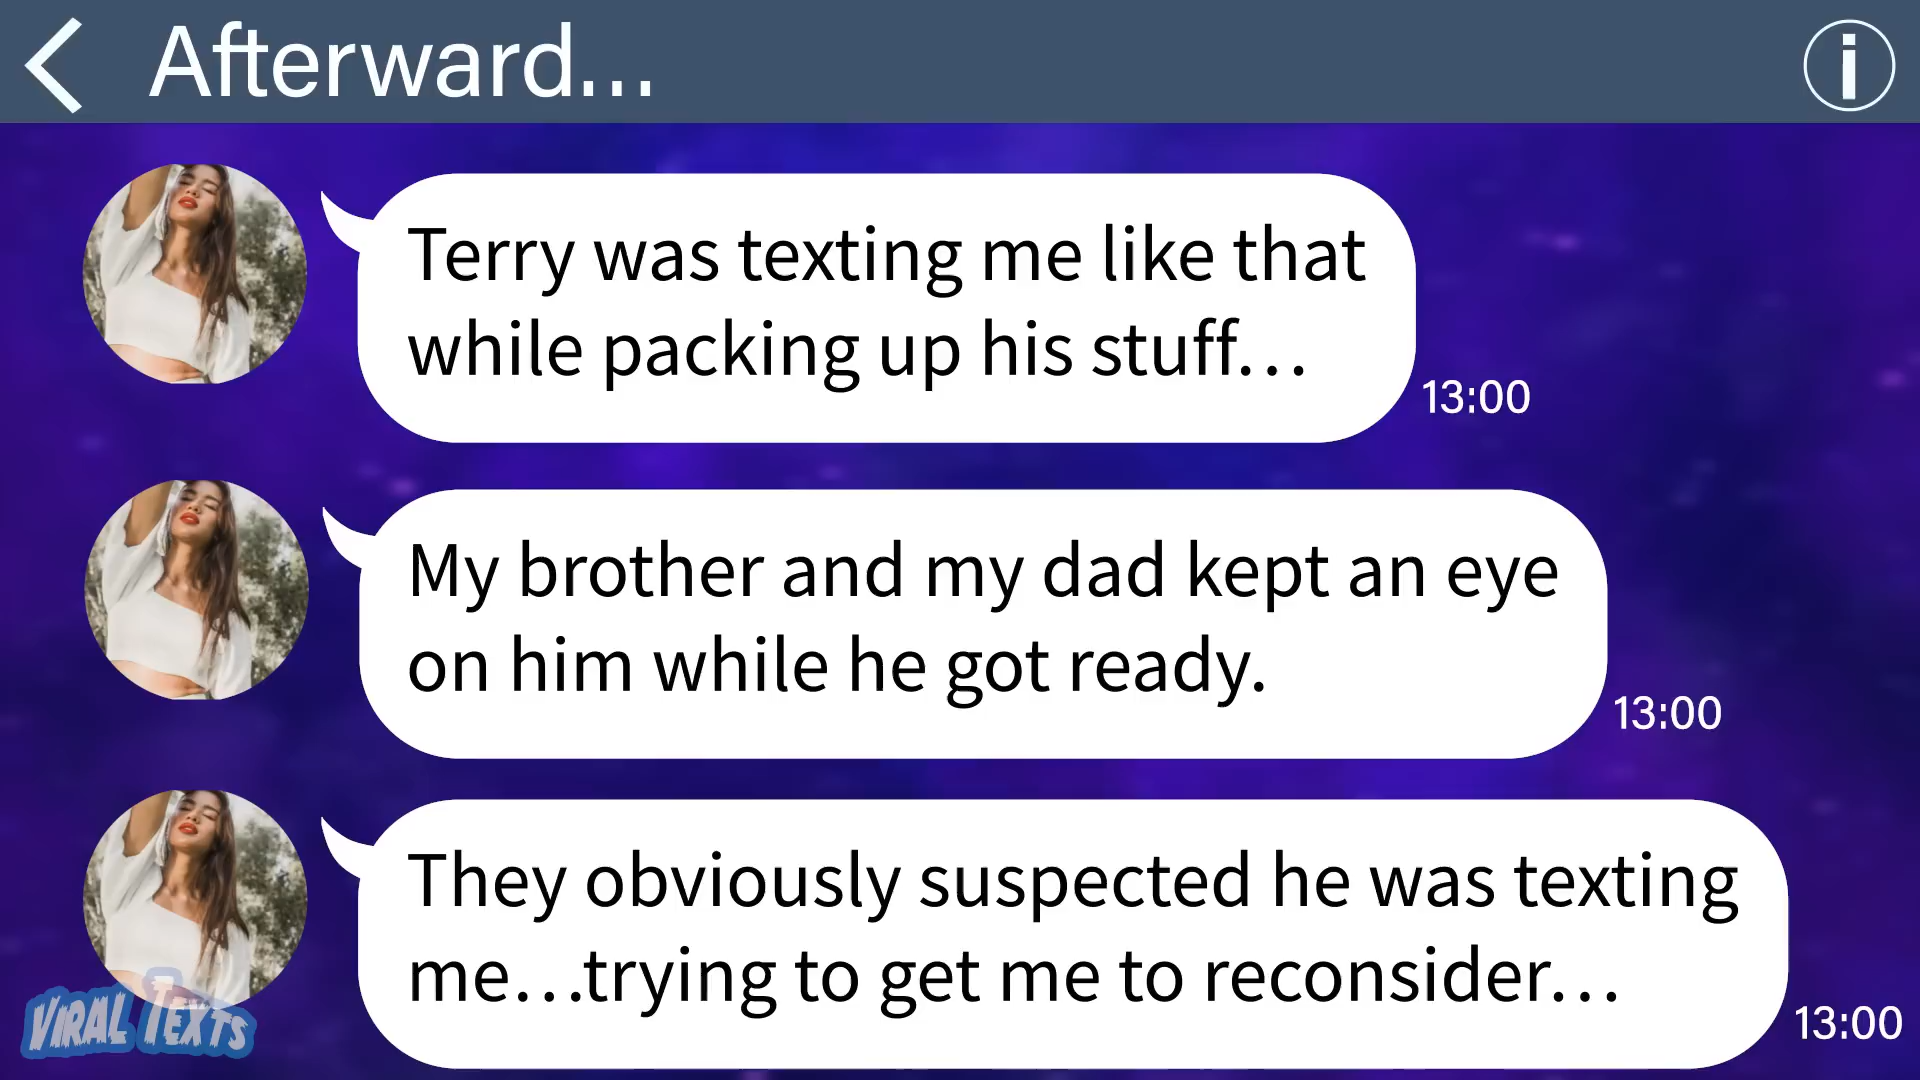 Afterward...
Terry was texting me like that
while packing up his stuff…
13:00
My brother and my dad kept an eye
on him while he got ready.
13:00
They obviously suspected he was texting
me…trying to get me to reconsider…
13:00
VIRAL TEXTS